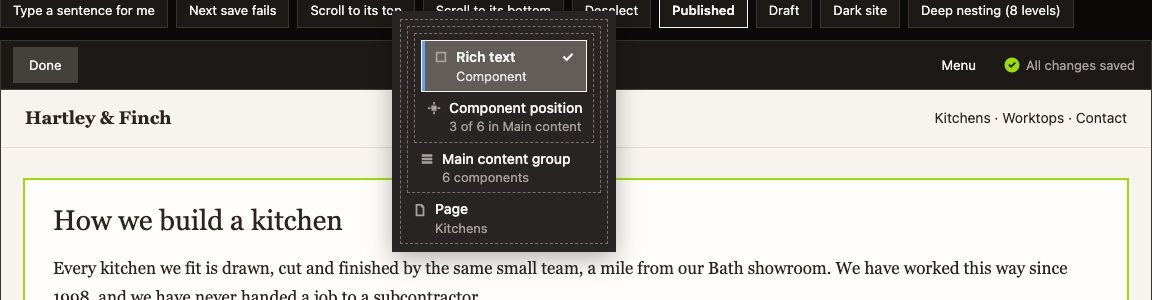 Type a sentence for me
Next save fails
Scroll to its top
Scroll to its bottom
Deselect
Published
Draft
Dark site
Deep nesting (8 levels)
Done
Menu
All changes saved
Rich text
Component
Component position
3 of 6 in Main content
Main content group
6 components
Page
Kitchens
Hartley & Finch
Kitchens · Worktops · Contact
How we build a kitchen
Every kitchen we fit is drawn, cut and finished by the same small team, a mile from our Bath showroom. We have worked this way since
1998, and we have never handed a job to a subcontractor.